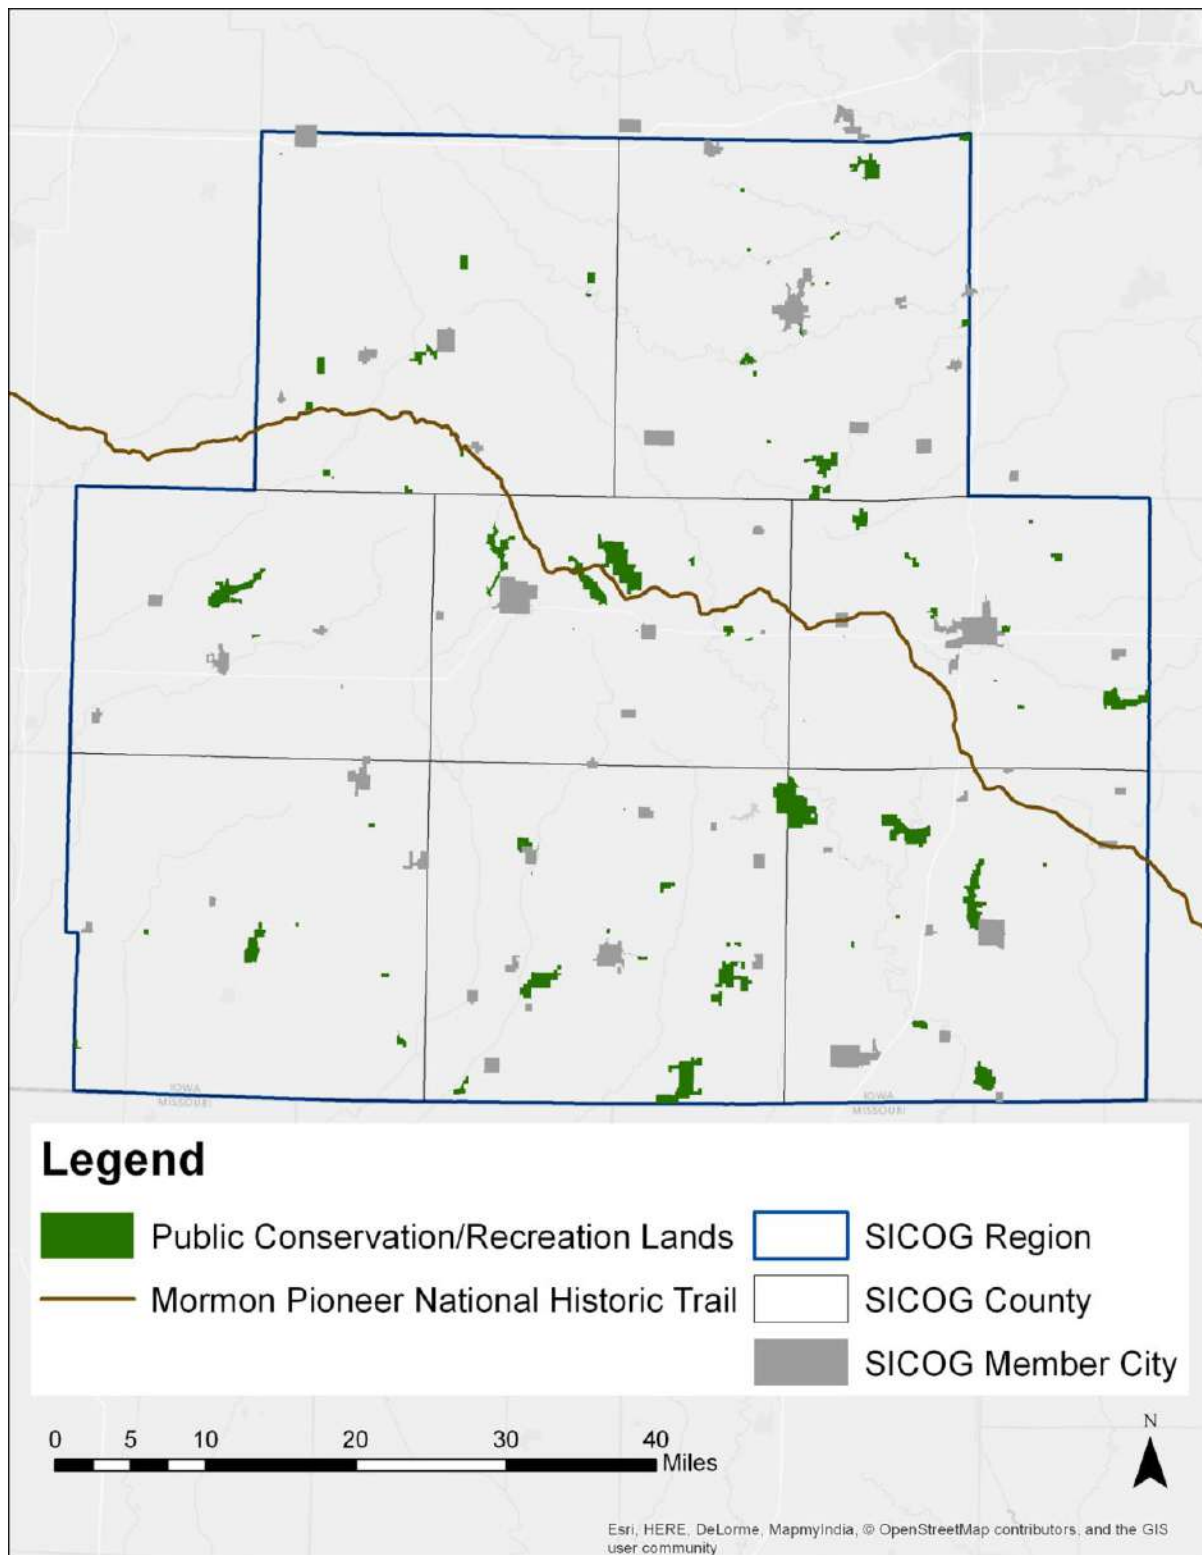 IOWA
MISSOURI
IOWA
MISSOURI
Legend
Public Conservation/Recreation Lands
SICOG Region
Mormon Pioneer National Historic Trail
SICOG County
SICOG Member City
N
0 5 10 20 30 40
Miles
Esri, HERE, DeLorme, MapmyIndia, © OpenStreetMap contributors, and the GIS
user community